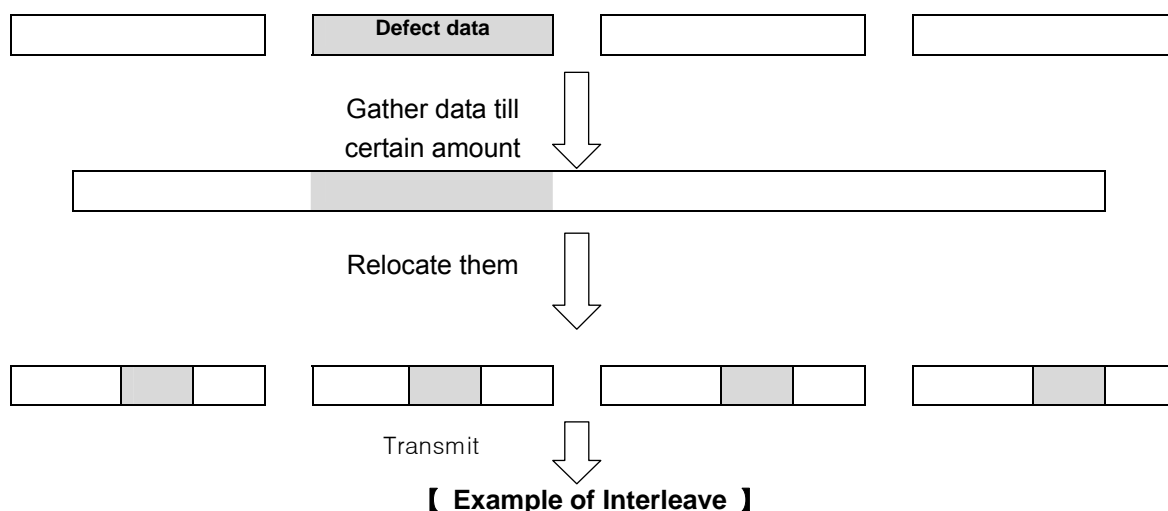 Defect data
Gather data till
certain amount
Relocate them
Transmit
【 Example of Interleave 】